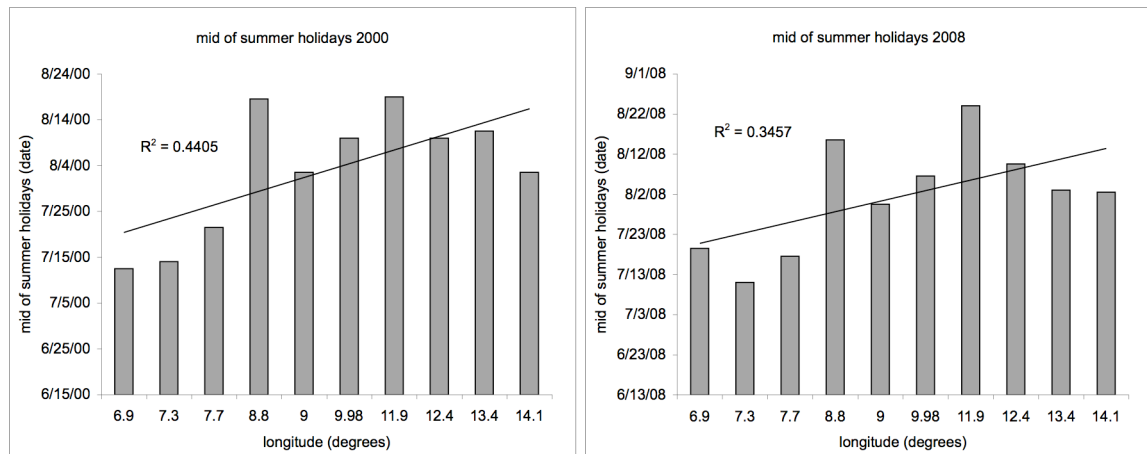 mid of summer holidays 2000
mid of summer holidays (date)
8/24/00
8/14/00
8/4/00
7/25/00
7/15/00
7/5/00
6/25/00
6/15/00
R² = 0.4405
6.9 7.3 7.7 8.8 9 9.98 11.9 12.4 13.4 14.1
longitude (degrees)
mid of summer holidays 2008
mid of summer holidays (date)
9/1/08
8/22/08
8/12/08
8/2/08
7/23/08
7/13/08
7/3/08
6/23/08
6/13/08
R² = 0.3457
6.9 7.3 7.7 8.8 9 9.98 11.9 12.4 13.4 14.1
longitude (degrees)